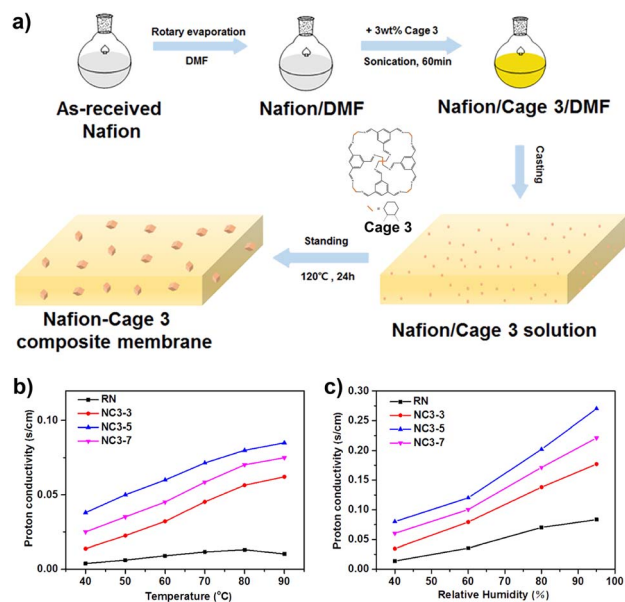 a)
Rotary evaporation
DMF
+ 3wt% Cage 3
Sonication, 60min
As-received
Nafion
Nafion/DMF
Nafion/Cage 3/DMF
Casting
Cage 3
Standing
120℃ , 24h
Nafion-Cage 3
composite membrane
Nafion/Cage 3 solution
b)
RN
NC3-3
NC3-5
NC3-7
Proton conductivity (s/cm)
0.10
0.05
0.00
40 50 60 70 80 90
Temperature (°C)
c)
RN
NC3-3
NC3-5
NC3-7
Proton conductivity (s/cm)
0.30
0.25
0.20
0.15
0.10
0.05
0.00
40 50 60 70 80 90
Relative Humidity (%)